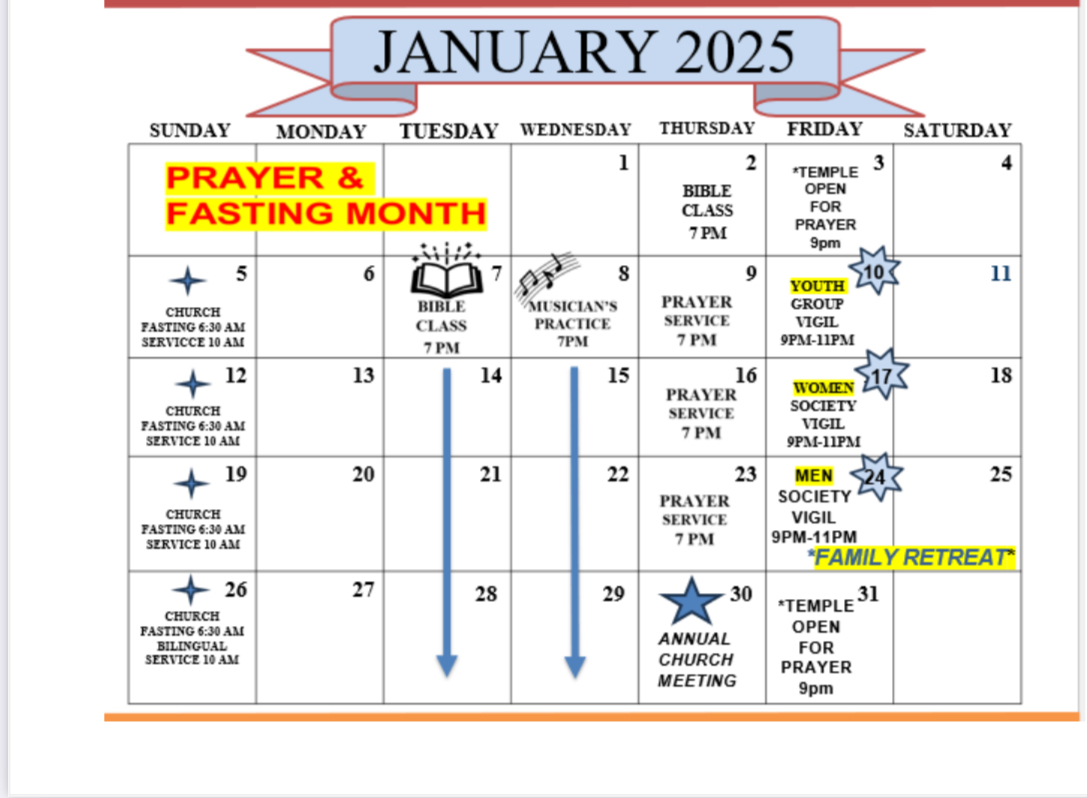 JANUARY 2025
SUNDAY MONDAY TUESDAY WEDNESDAY THURSDAY FRIDAY SATURDAY
PRAYER &
FASTING MONTH
1
2
BIBLE
CLASS
7 PM
3
*TEMPLE
OPEN
FOR
PRAYER
9pm
4
5
CHURCH
FASTING 6:30 AM
SERVICCE 10 AM
6
7
BIBLE
CLASS
7 PM
8
MUSICIAN'S
PRACTICE
7PM
9
PRAYER
SERVICE
7 PM
10
YOUTH
GROUP
VIGIL
9PM-11PM
11
12
CHURCH
FASTING 6:30 AM
SERVICE 10 AM
13
14
15
16
PRAYER
SERVICE
7 PM
17
WOMEN
SOCIETY
VIGIL
9PM-11PM
18
19
CHURCH
FASTING 6:30 AM
SERVICE 10 AM
20
21
22
23
PRAYER
SERVICE
7 PM
24
MEN
SOCIETY
VIGIL
9PM-11PM
25
*FAMILY RETREAT*
26
CHURCH
FASTING 6:30 AM
BILINGUAL
SERVICE 10 AM
27
28
29
30
ANNUAL
CHURCH
MEETING
31
*TEMPLE
OPEN
FOR
PRAYER
9pm